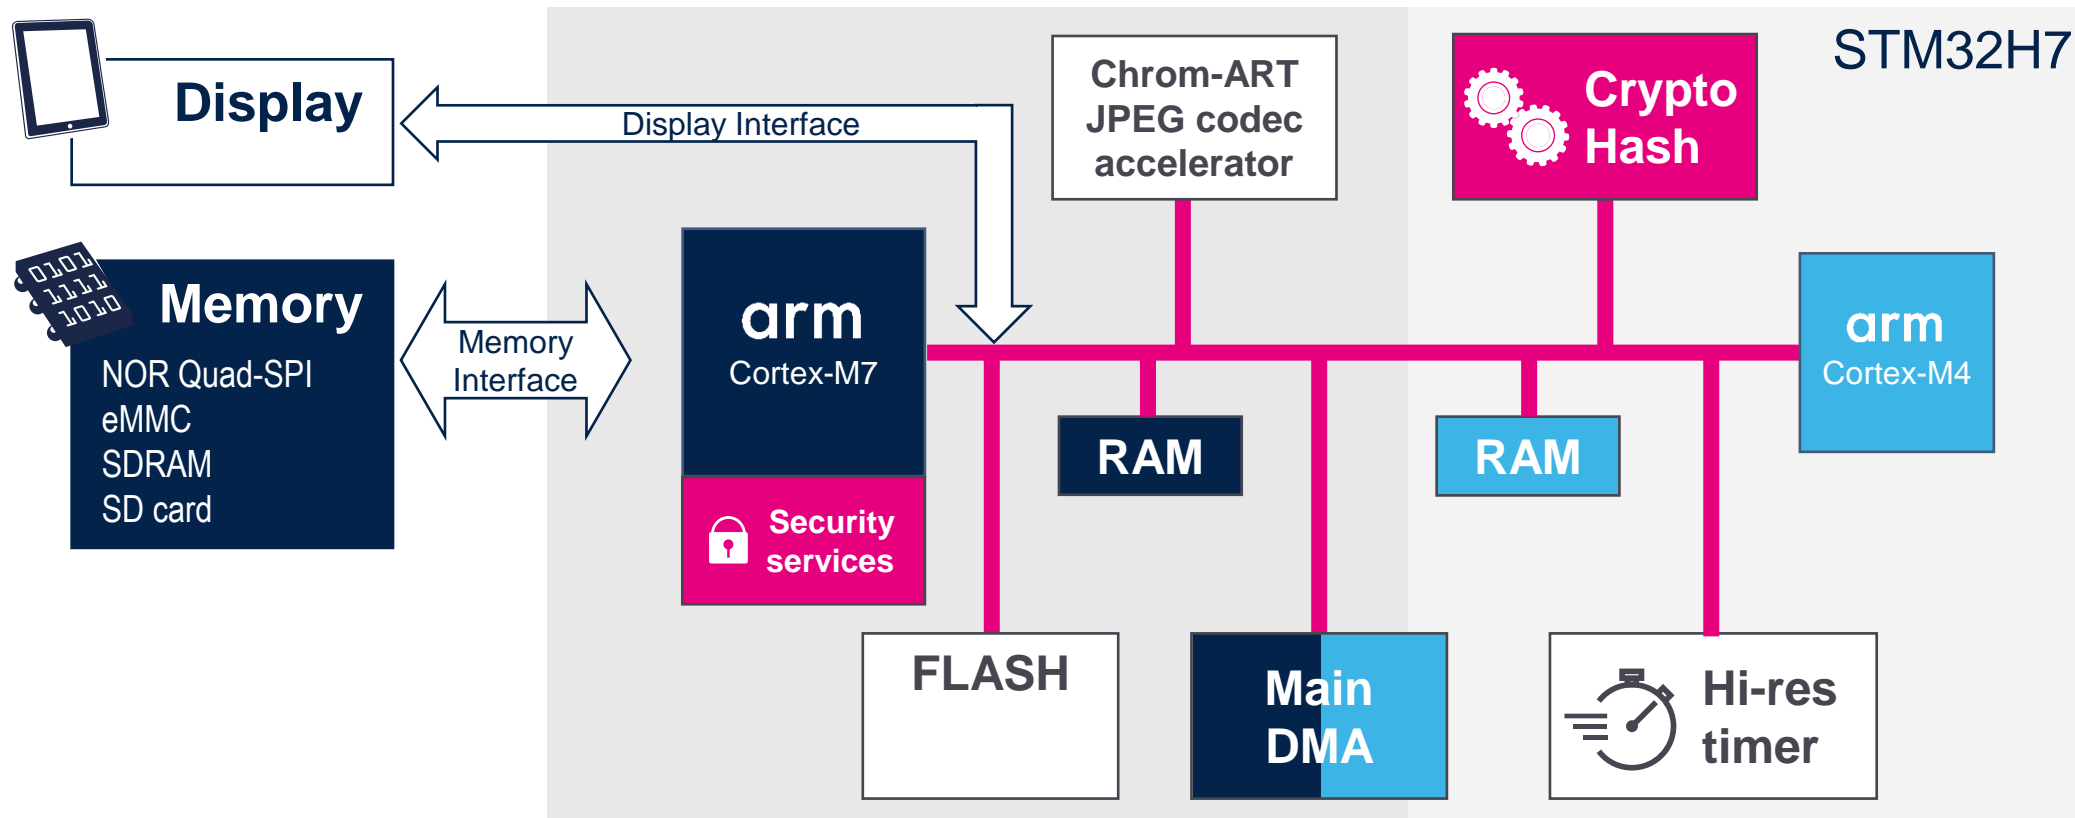 STM32H7
Display
Display Interface
Chrom-ART
JPEG codec
accelerator
Crypto
Hash
0101
1111
1010
Memory
NOR Quad-SPI
eMMC
SDRAM
SD card
Memory
Interface
arm
Cortex-M7
Security
services
arm
Cortex-M4
RAM
RAM
FLASH
Main
DMA
Hi-res
timer